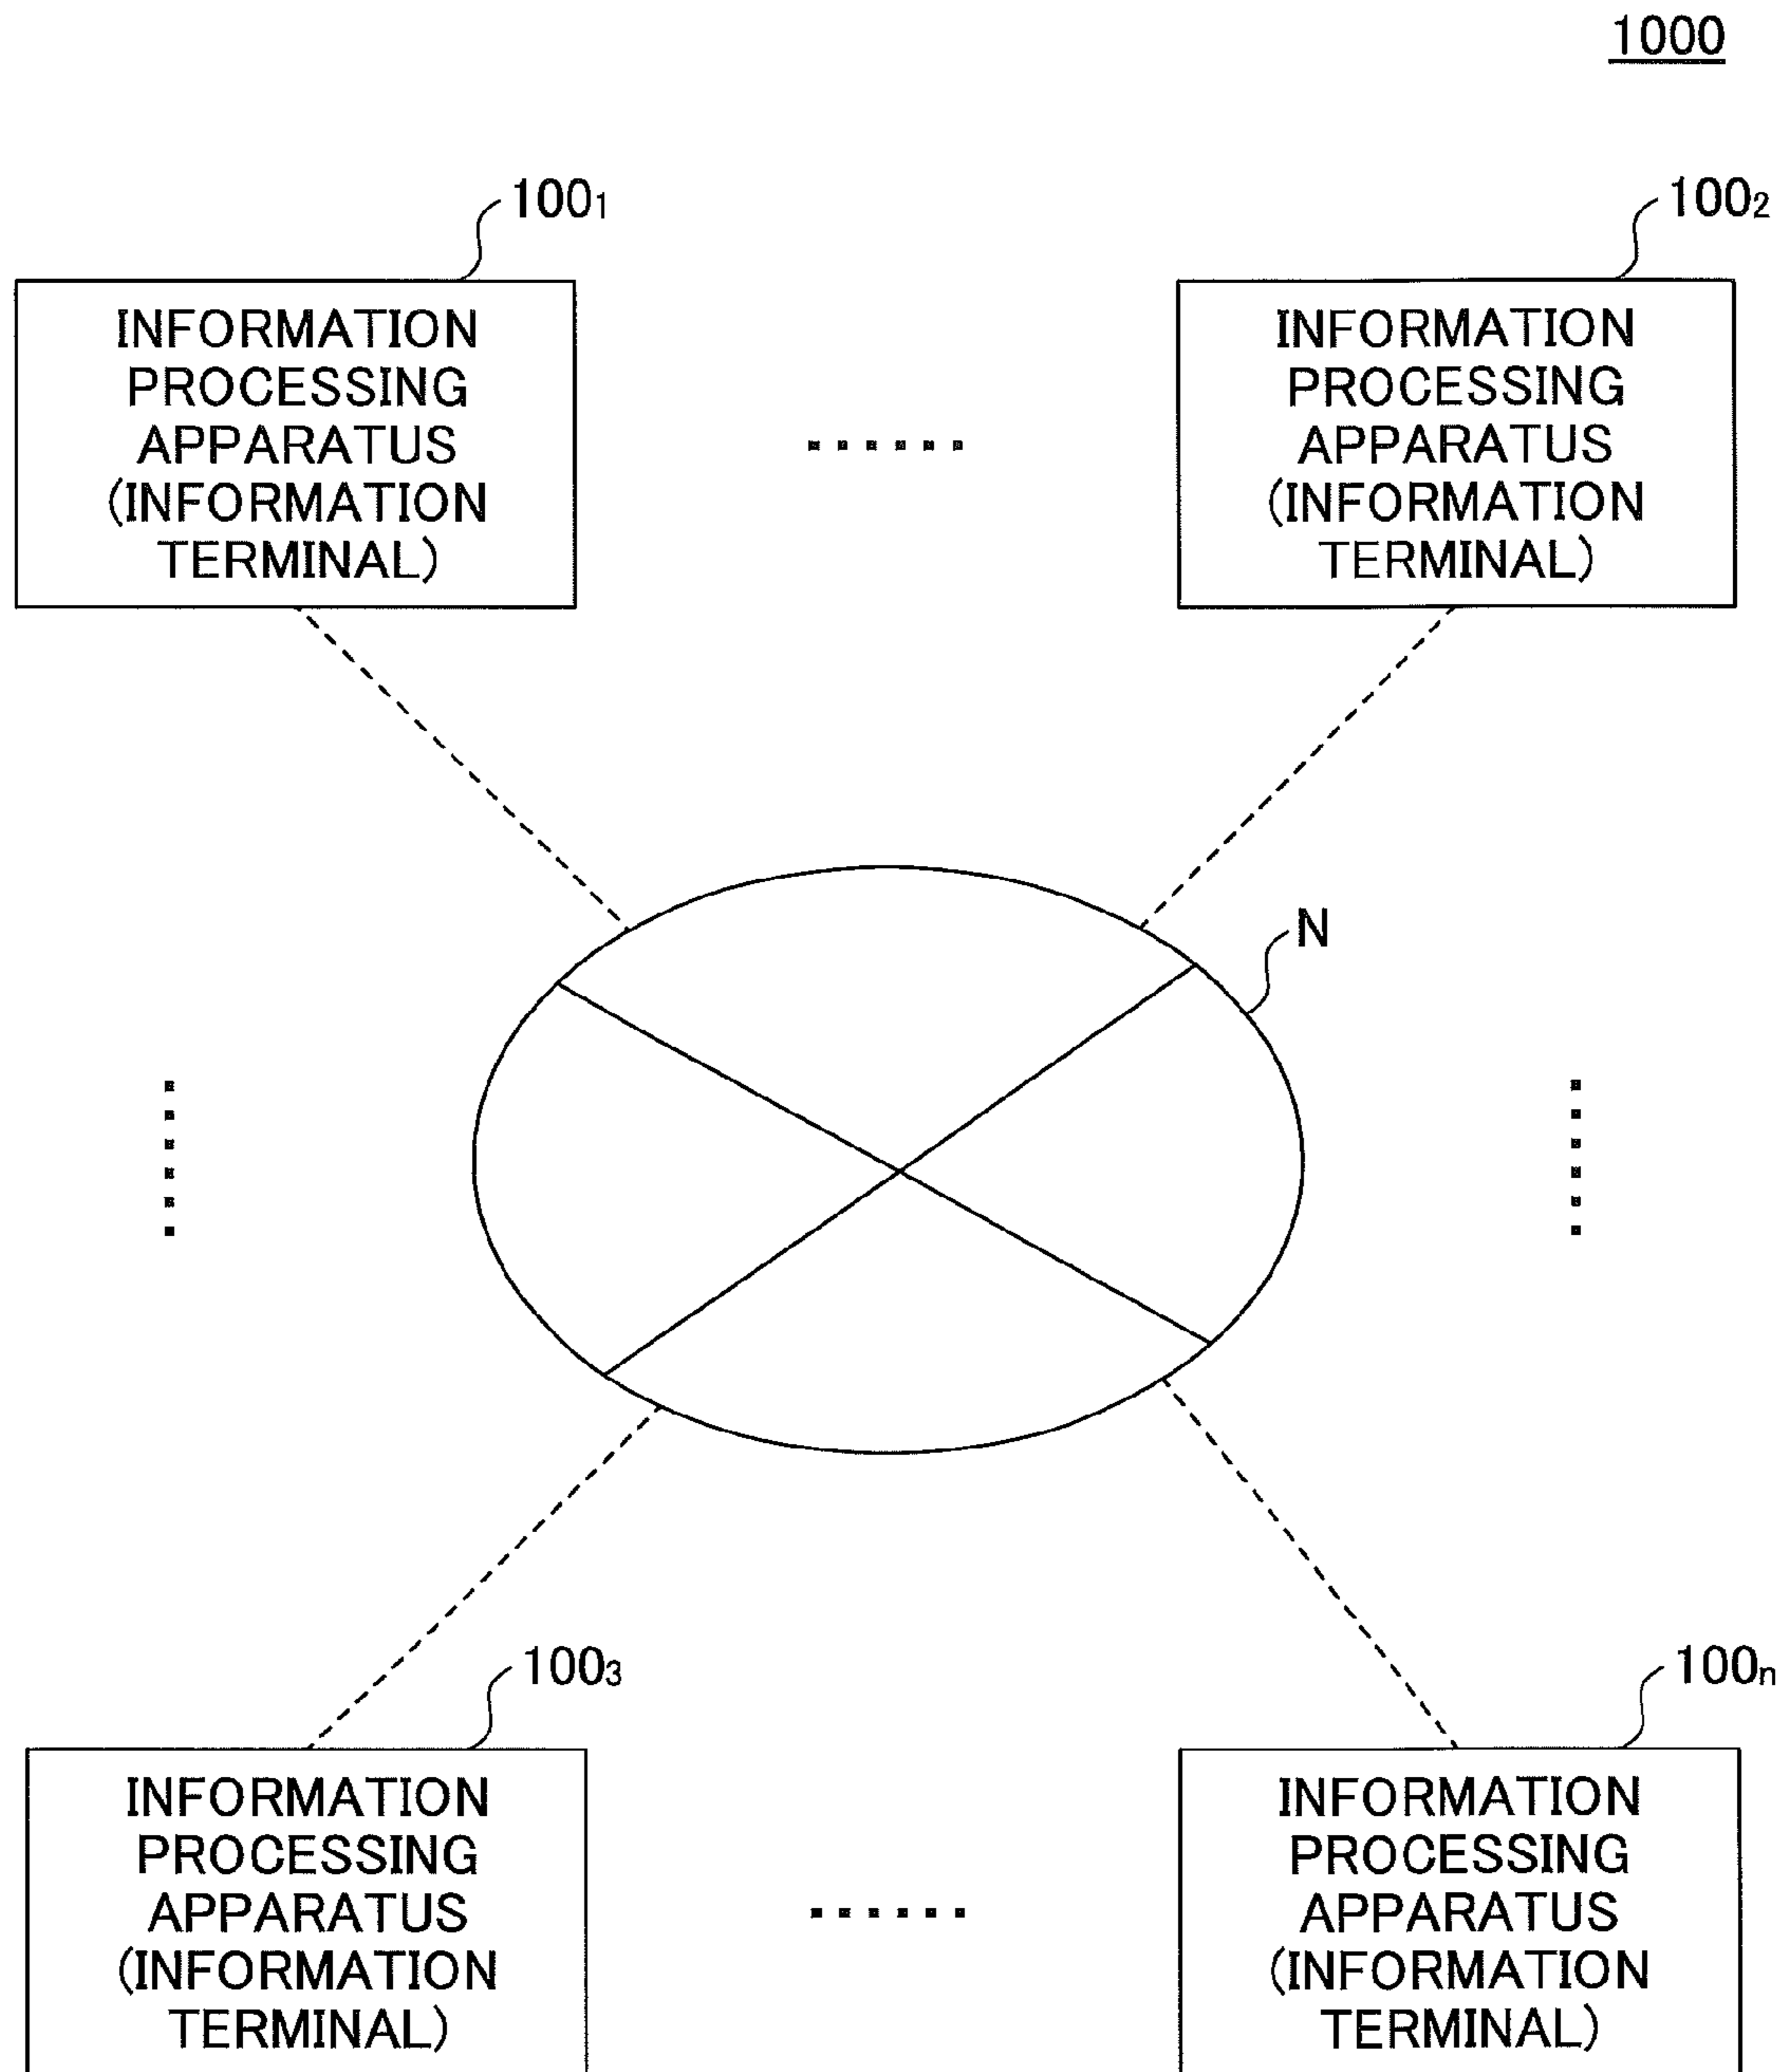 1000
100₁
100₂
INFORMATION
PROCESSING
APPARATUS
(INFORMATION
TERMINAL)
INFORMATION
PROCESSING
APPARATUS
(INFORMATION
TERMINAL)
N
100₃
100ₙ
INFORMATION
PROCESSING
APPARATUS
(INFORMATION
TERMINAL)
INFORMATION
PROCESSING
APPARATUS
(INFORMATION
TERMINAL)